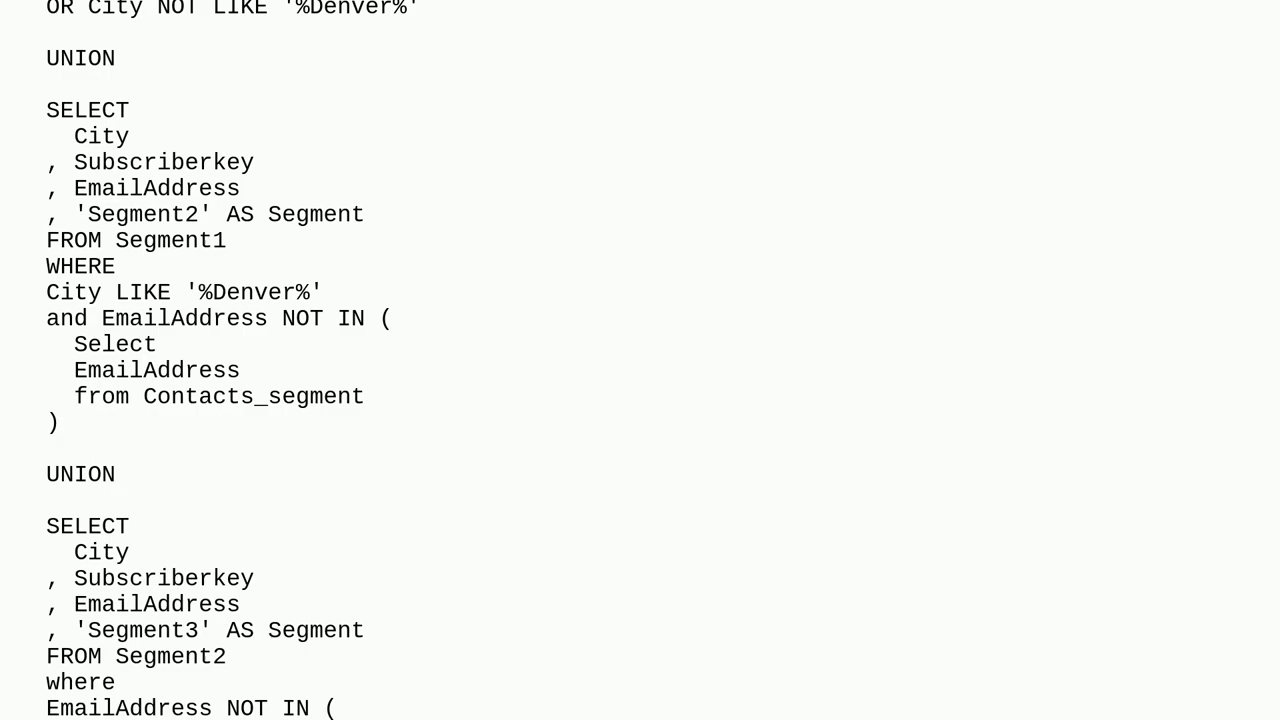 OR City NOT LIKE '%Denver%'
UNION
SELECT
City
, Subscriberkey
, EmailAddress
, 'Segment2' AS Segment
FROM Segment1
WHERE
City LIKE '%Denver%'
and EmailAddress NOT IN (
Select
EmailAddress
from Contacts_segment
)
UNION
SELECT
City
, Subscriberkey
, EmailAddress
, 'Segment3' AS Segment
FROM Segment2
where
EmailAddress NOT IN (